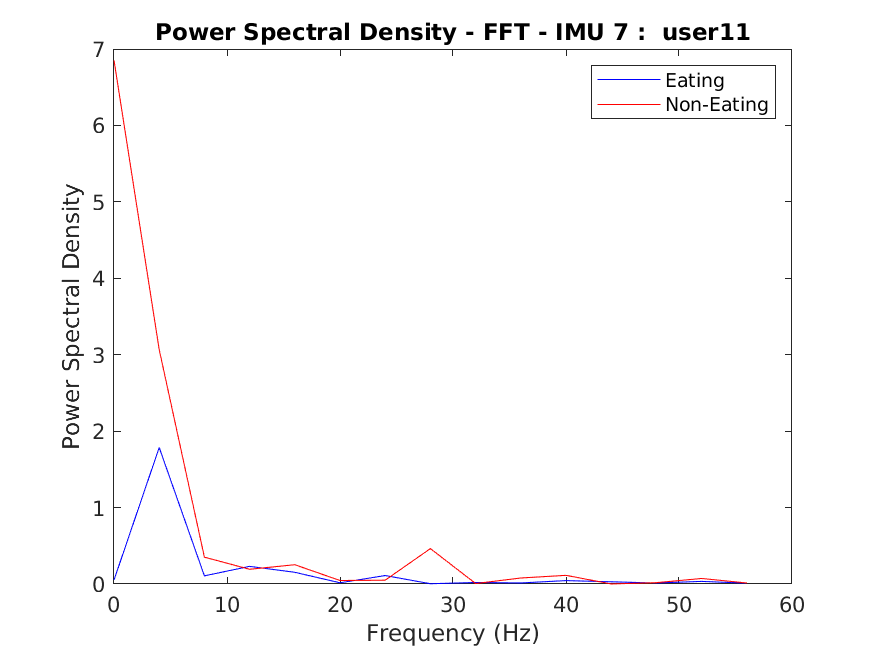 Power Spectral Density - FFT - IMU 7 :  user11
Eating
Non-Eating
Power Spectral Density
7
6
5
4
3
2
1
0
0 10 20 30 40 50 60
Frequency (Hz)